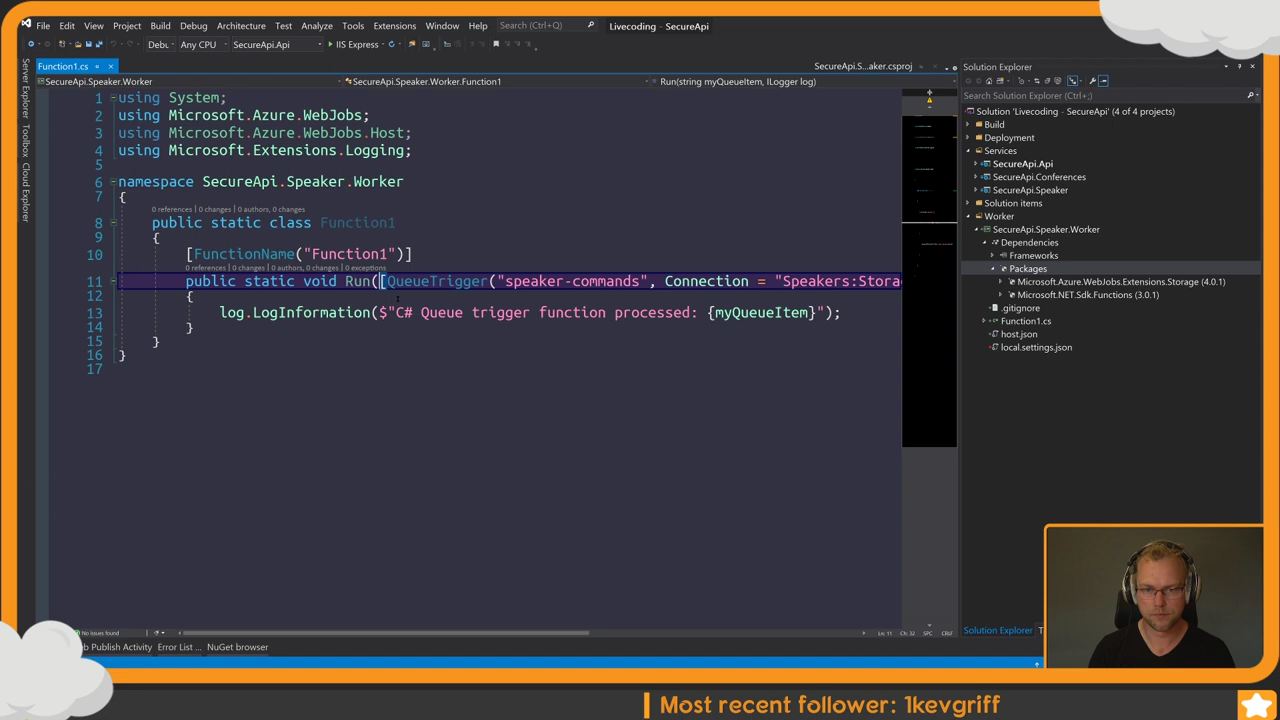 File Edit View Project Build Debug Architecture Test Analyze Tools Extensions Window Help Search (Ctrl+Q) Livecoding - SecureApi
Debu Any CPU SecureApi.Api IIS Express
Function1.cs SecureApi.S...aker.csproj
SecureApi.Speaker.Worker SecureApi.Speaker.Worker.Function1 Run(string myQueueItem, ILogger log)
Server Explorer
Toolbox
Cloud Explorer
1 using System;
2 using Microsoft.Azure.WebJobs;
3 using Microsoft.Azure.WebJobs.Host;
4 using Microsoft.Extensions.Logging;
5
6 namespace SecureApi.Speaker.Worker
7 {
0 references | 0 changes | 0 authors, 0 changes
8 public static class Function1
9 {
10 [FunctionName("Function1")]
0 references | 0 changes | 0 authors, 0 changes | 0 exceptions
11 public static void Run([QueueTrigger("speaker-commands", Connection = "Speakers:Stora
12 {
13 log.LogInformation($"C# Queue trigger function processed: {myQueueItem}");
14 }
15 }
16 }
17
No issues found Ln: 11 Ch: 32 SPC CRLF
b Publish Activity Error List ... NuGet browser
Solution Explorer
Search Solution Explorer (Ctrl+;)
Solution 'Livecoding - SecureApi' (4 of 4 projects)
Build
Deployment
Services
SecureApi.Api
SecureApi.Conferences
SecureApi.Speaker
Solution items
Worker
SecureApi.Speaker.Worker
Dependencies
Frameworks
Packages
Microsoft.Azure.WebJobs.Extensions.Storage (4.0.1)
Microsoft.NET.Sdk.Functions (3.0.1)
.gitignore
Function1.cs
host.json
local.settings.json
Solution Explorer T
Most recent follower: 1kevgriff